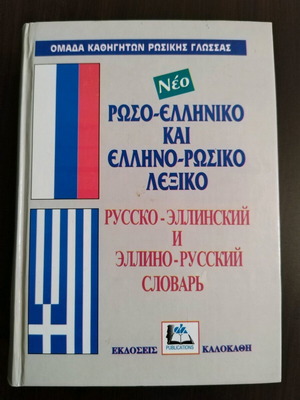 ΟΜΑΔΑ ΚΑΘΗΓΗΤΩΝ ΡΩΣΙΚΗΣ ΓΛΩΣΣΑΣ
Νέο
ΡΩΣΟ-ΕΛΛΗΝΙΚΟ
ΚΑΙ
ΕΛΛΗΝΟ-ΡΩΣΙΚΟ
ΛΕΞΙΚΟ
РУССКО-ЭЛЛИНСКИЙ
И
ЭЛЛИНО-РУССКИЙ
СЛОВАРЬ
PUBLICATIONS
ΕΚΔΟΣΕΙΣ ΚΑΛΟΚΑΘΗ